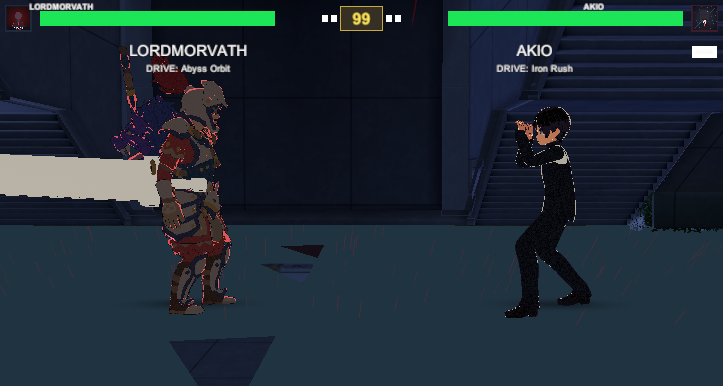 LORDMORVATH
AKIO
99
LORDMORVATH
AKIO
DRIVE: Abyss Orbit
DRIVE: Iron Rush